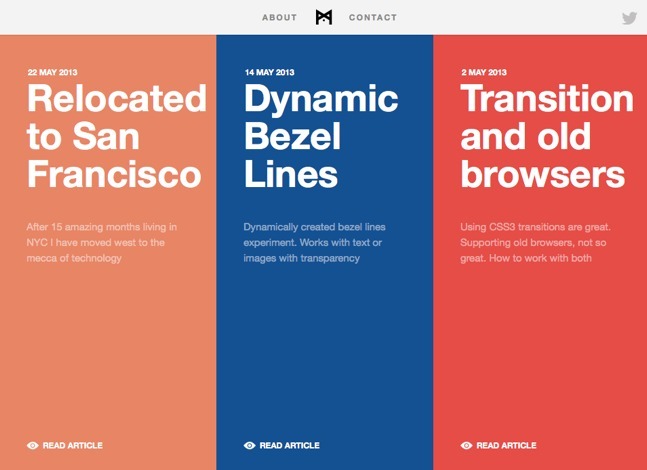 ABOUT
CONTACT
22 MAY 2013
Relocated
to San
Francisco
After 15 amazing months living in
NYC I have moved west to the
mecca of technology
READ ARTICLE
14 MAY 2013
Dynamic
Bezel
Lines
Dynamically created bezel lines
experiment. Works with text or
images with transparency
READ ARTICLE
2 MAY 2013
Transition
and old
browsers
Using CSS3 transitions are great.
Supporting old browsers, not so
great. How to work with both
READ ARTICLE